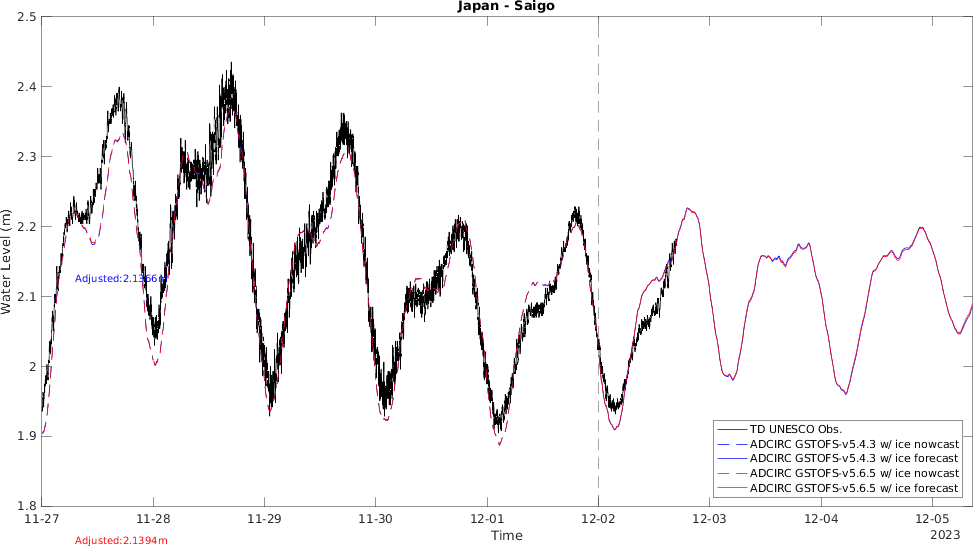 Japan - Saigo
2.5
2.4
2.3
2.2
2.1
2
1.9
1.8
Water Level (m)
Adjusted:2.1366m
TD UNESCO Obs.
ADCIRC GSTOFS-v5.4.3 w/ ice nowcast
ADCIRC GSTOFS-v5.4.3 w/ ice forecast
ADCIRC GSTOFS-v5.6.5 w/ ice nowcast
ADCIRC GSTOFS-v5.6.5 w/ ice forecast
11-27 11-28 11-29 11-30 12-01 12-02 12-03 12-04 12-05
Time
2023
Adjusted:2.1394m